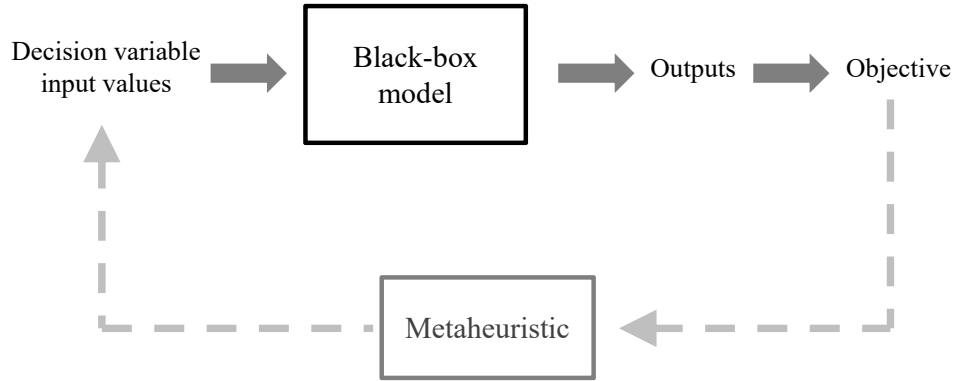 Decision variable
input values
Black-box
model
Outputs
Objective
Metaheuristic